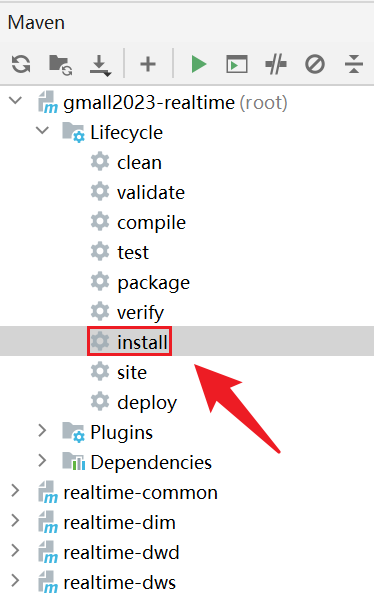 Maven
gmall2023-realtime (root)
Lifecycle
clean
validate
compile
test
package
verify
install
site
deploy
Plugins
Dependencies
realtime-common
realtime-dim
realtime-dwd
realtime-dws